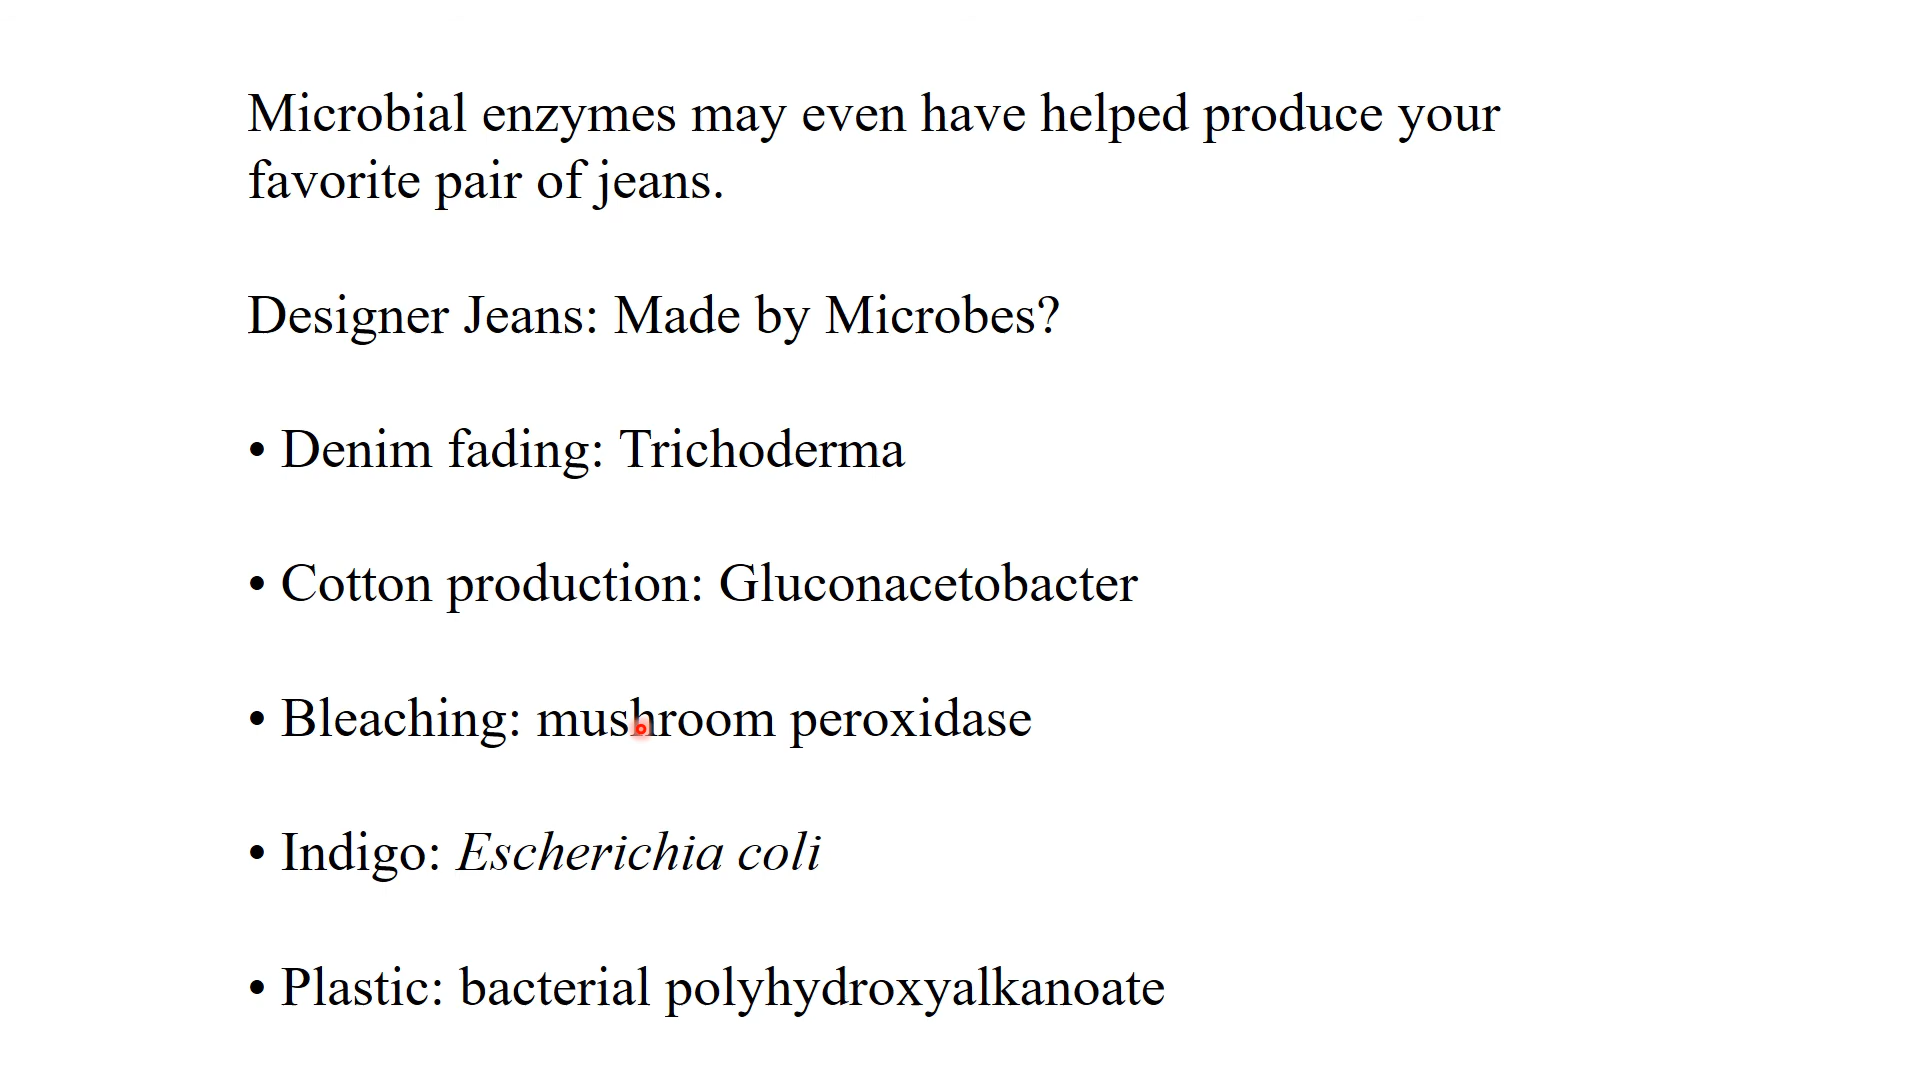 Microbial enzymes may even have helped produce your
favorite pair of jeans.
Designer Jeans: Made by Microbes?
• Denim fading: Trichoderma
• Cotton production: Gluconacetobacter
• Bleaching: mushroom peroxidase
• Indigo: Escherichia coli
• Plastic: bacterial polyhydroxyalkanoate